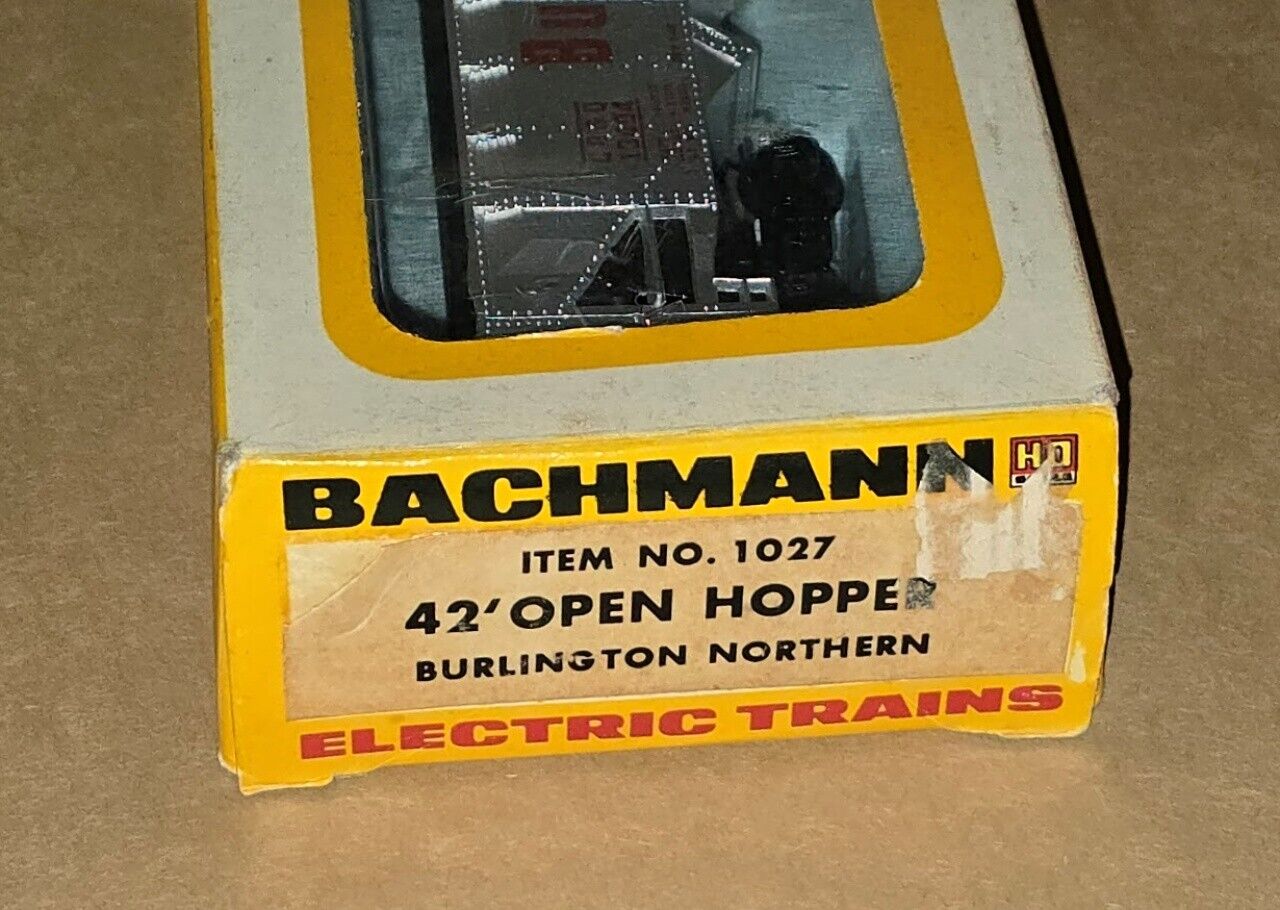 BACHMANN HO
ITEM NO. 1027
42' OPEN HOPPER
BURLINGTON NORTHERN
ELECTRIC TRAINS